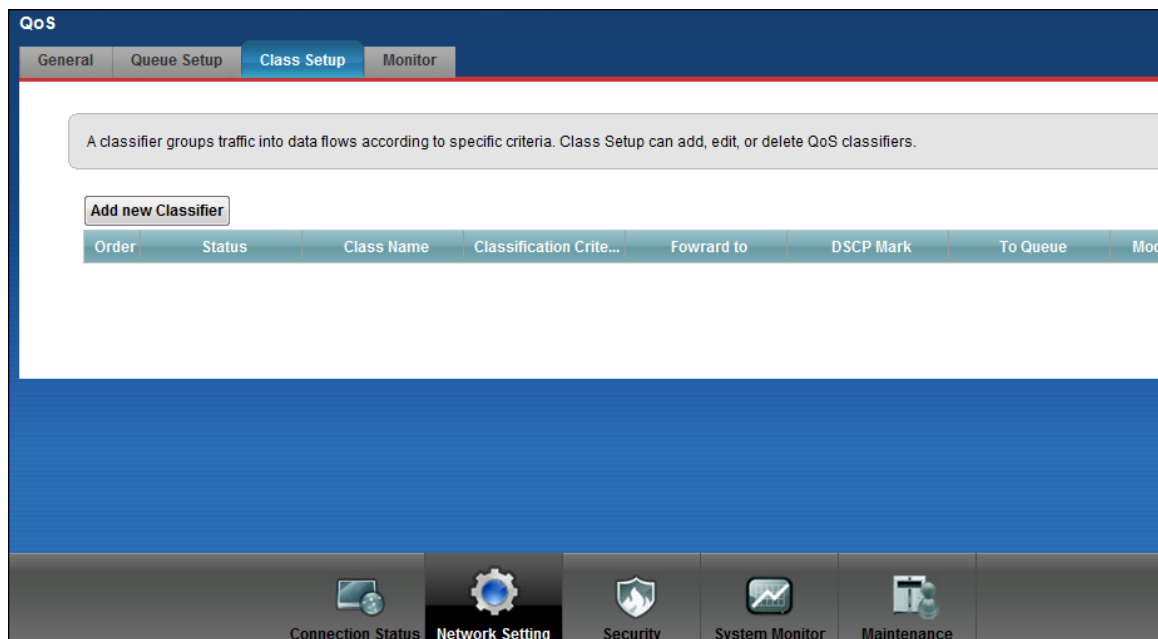 QoS
General Queue Setup Class Setup Monitor
A classifier groups traffic into data flows according to specific criteria. Class Setup can add, edit, or delete QoS classifiers.
Add new Classifier
Order Status Class Name Classification Crite... Fowrard to DSCP Mark To Queue Mod
Connection Status Network Setting Security System Monitor Maintenance